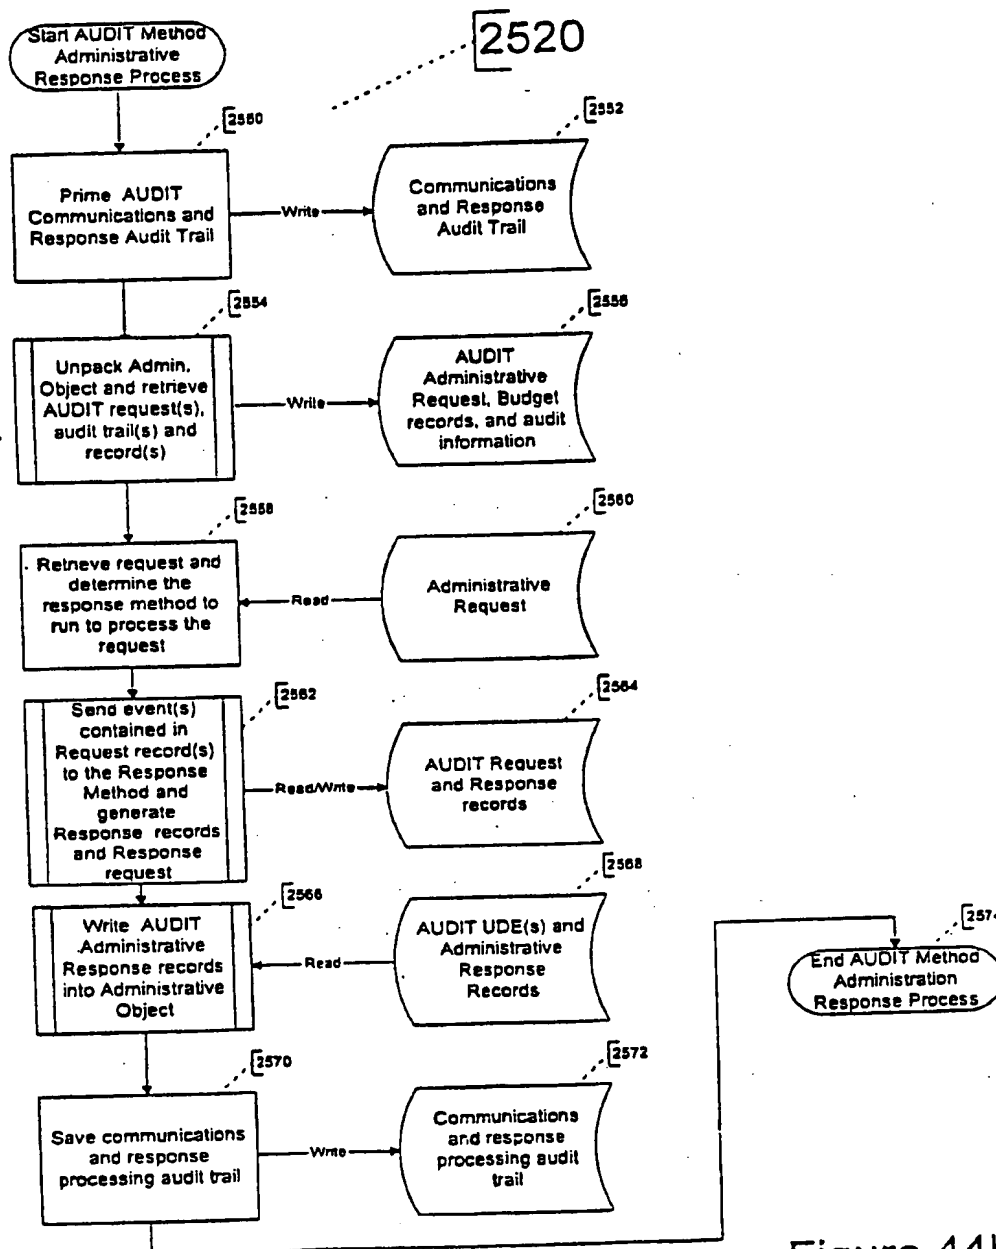 Start AUDIT Method
Administrative
Response Process
2520
2550
Prime AUDIT
Communications and
Response Audit Trail
Write
2552
Communications
and Response
Audit Trail
2554
Unpack Admin.
Object and retrieve
AUDIT request(s),
audit trail(s) and
record(s)
Write
2556
AUDIT
Administrative
Request, Budget
records, and audit
information
2558
Retrieve request and
determine the
response method to
run to process the
request
Read
2560
Administrative
Request
2562
Send event(s)
contained in
Request record(s)
to the Response
Method and
generate
Response records
and Response
request
Read/Write
2564
AUDIT Request
and Response
records
2566
Write AUDIT
Administrative
Response records
into Administrative
Object
Read
2568
AUDIT UDE(s) and
Administrative
Response
Records
2570
Save communications
and response
processing audit trail
Write
2572
Communications
and response
processing audit
trail
2574
End AUDIT Method
Administration
Response Process
Figure 44